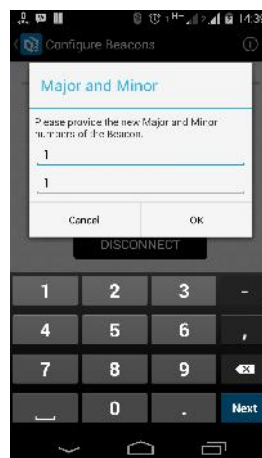 H 14:39
Configure Beacons
Major and Minor
Please provide the new Major and Minor
numbers of the Beacon.
1
1
Cancel OK
DISCONNECT
1 2 3 -
4 5 6 ,
7 8 9
0 . Next